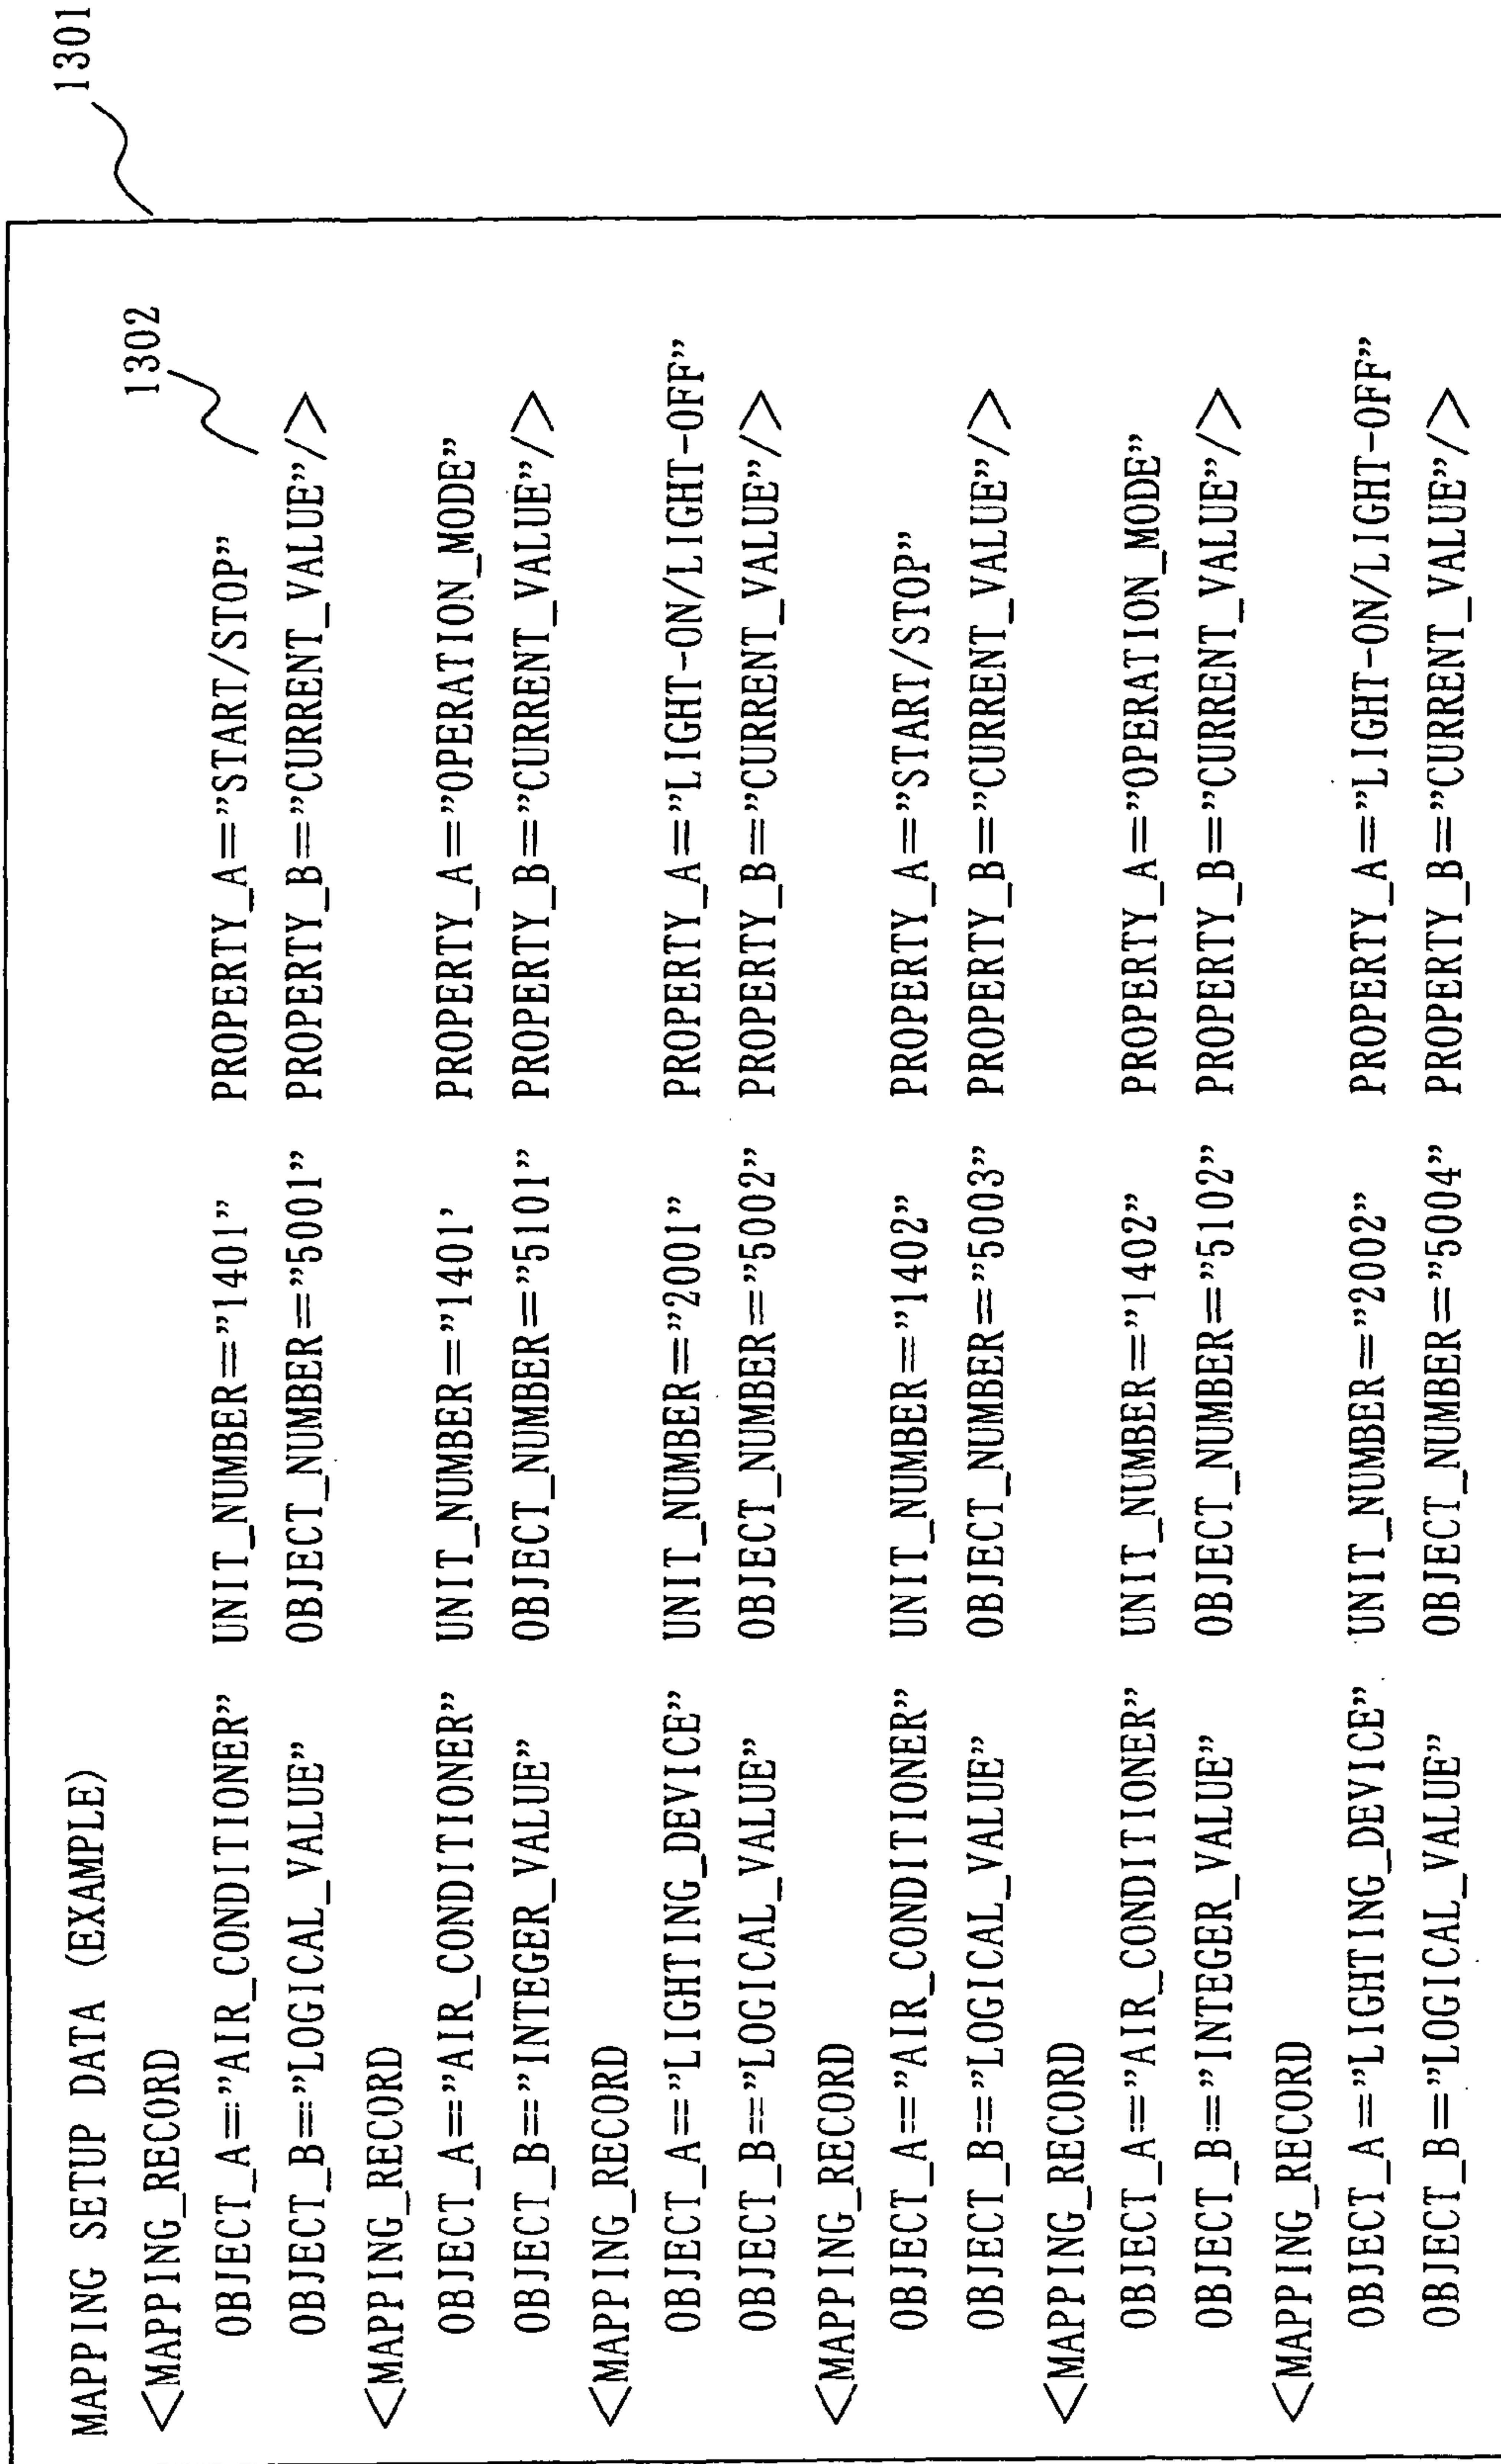 1301
MAPPING SETUP DATA (EXAMPLE)
1302
<MAPPING_RECORD
OBJECT_A="AIR_CONDITIONER" UNIT_NUMBER="1401" PROPERTY_A="START/STOP"
OBJECT_B="LOGICAL_VALUE" OBJECT_NUMBER="5001" PROPERTY_B="CURRENT_VALUE"/>
<MAPPING_RECORD
OBJECT_A="AIR_CONDITIONER" UNIT_NUMBER="1401' PROPERTY_A="OPERATION_MODE"
OBJECT_B="INTEGER_VALUE" OBJECT_NUMBER="5101" PROPERTY_B="CURRENT_VALUE"/>
<MAPPING_RECORD
OBJECT_A="LIGHTING_DEVICE" UNIT_NUMBER="2001" PROPERTY_A="LIGHT-ON/LIGHT-OFF"
OBJECT_B="LOGICAL_VALUE" OBJECT_NUMBER="5002" PROPERTY_B="CURRENT_VALUE"/>
<MAPPING_RECORD
OBJECT_A="AIR_CONDITIONER" UNIT_NUMBER="1402" PROPERTY_A="START/STOP"
OBJECT_B="LOGICAL_VALUE" OBJECT_NUMBER="5003" PROPERTY_B="CURRENT_VALUE"/>
<MAPPING_RECORD
OBJECT_A="AIR_CONDITIONER" UNIT_NUMBER="1402" PROPERTY_A="OPERATION_MODE"
OBJECT_B="INTEGER_VALUE" OBJECT_NUMBER="5102" PROPERTY_B="CURRENT_VALUE"/>
<MAPPING_RECORD
OBJECT_A="LIGHTING_DEVICE" UNIT_NUMBER="2002" PROPERTY_A="LIGHT-ON/LIGHT-OFF"
OBJECT_B="LOGICAL_VALUE" OBJECT_NUMBER="5004" PROPERTY_B="CURRENT_VALUE"/>